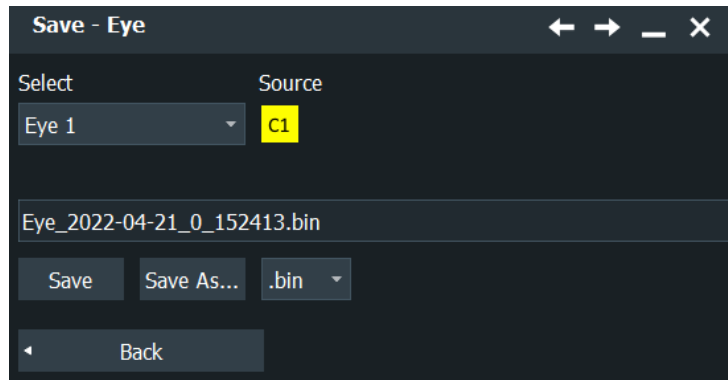 Save - Eye
Select Source
Eye 1 C1
Eye_2022-04-21_0_152413.bin
Save Save As... .bin
Back